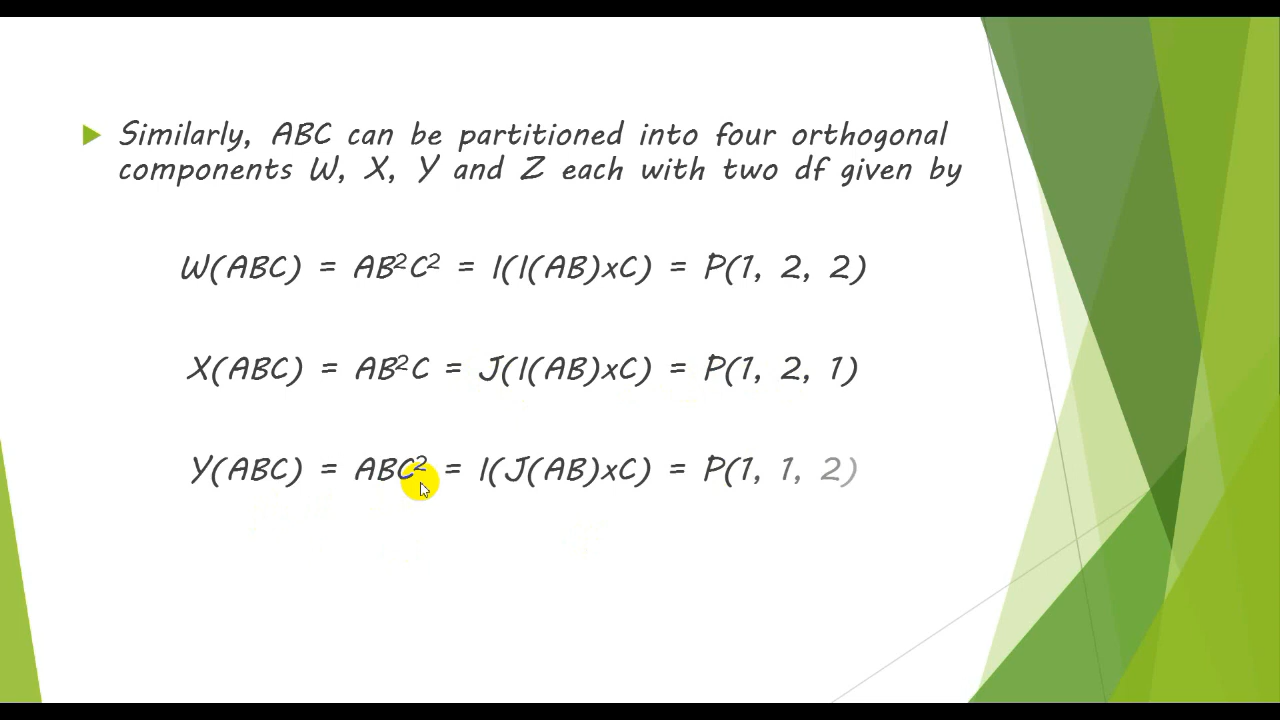 Similarly, ABC can be partitioned into four orthogonal
components W, X, Y and Z each with two df given by
W(ABC) = AB²C² = I(I(AB)xC) = P(1, 2, 2)
X(ABC) = AB²C = J(I(AB)xC) = P(1, 2, 1)
Y(ABC) = ABC² = I(J(AB)xC) = P(1, 1, 2)